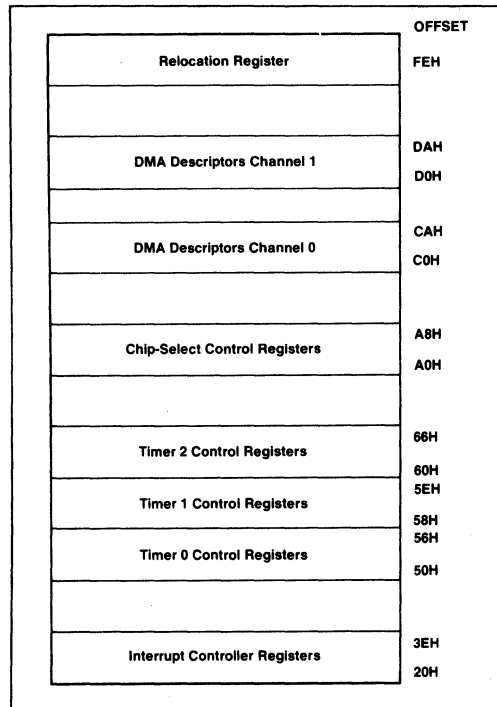 OFFSET
Relocation Register FEH
DAH
DMA Descriptors Channel 1
D0H
CAH
DMA Descriptors Channel 0
C0H
A8H
Chip-Select Control Registers
A0H
66H
Timer 2 Control Registers
60H
5EH
Timer 1 Control Registers
58H
56H
Timer 0 Control Registers
50H
3EH
Interrupt Controller Registers
20H